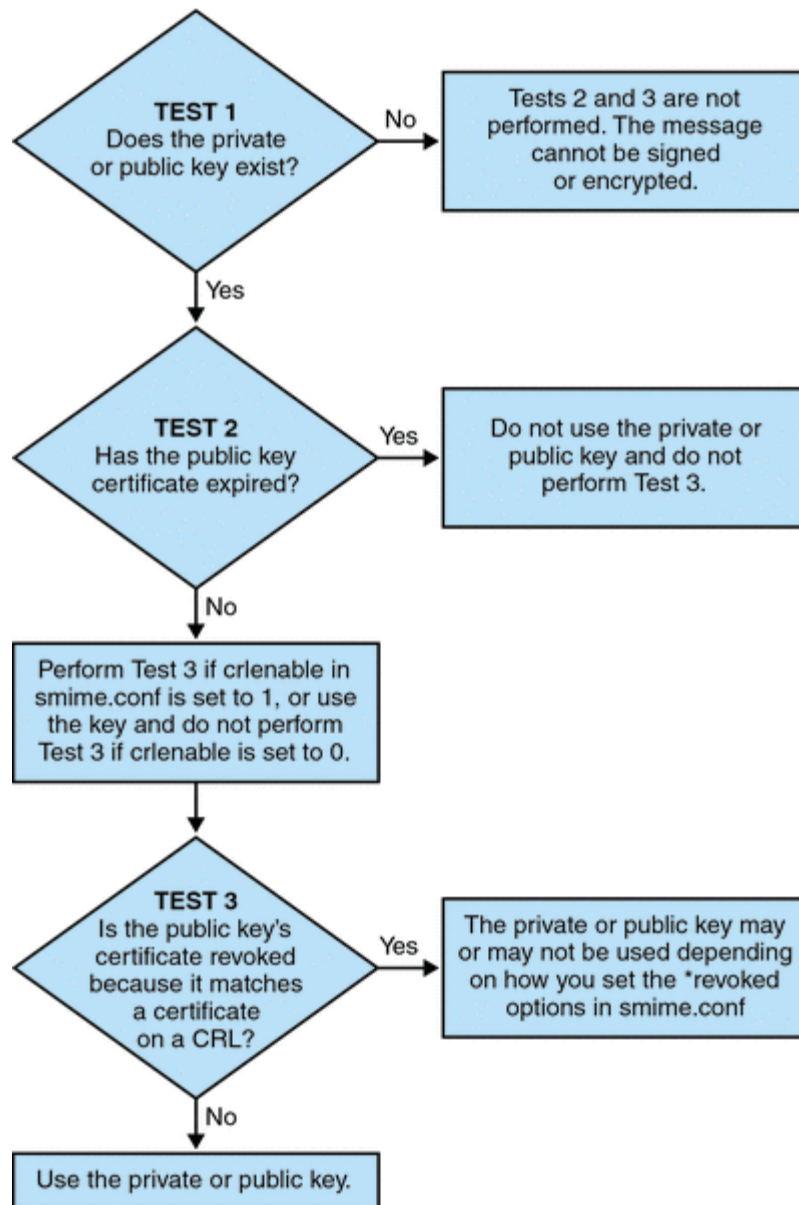 TEST 1
Does the private
or public key exist?
No
Tests 2 and 3 are not
performed. The message
cannot be signed
or encrypted.
Yes
TEST 2
Has the public key
certificate expired?
Yes
Do not use the private or
public key and do not
perform Test 3.
No
Perform Test 3 if crlenable in
smime.conf is set to 1, or use
the key and do not perform
Test 3 if crlenable is set to 0.
TEST 3
Is the public key's
certificate revoked
because it matches
a certificate
on a CRL?
Yes
The private or public key may
or may not be used depending
on how you set the *revoked
options in smime.conf
No
Use the private or public key.